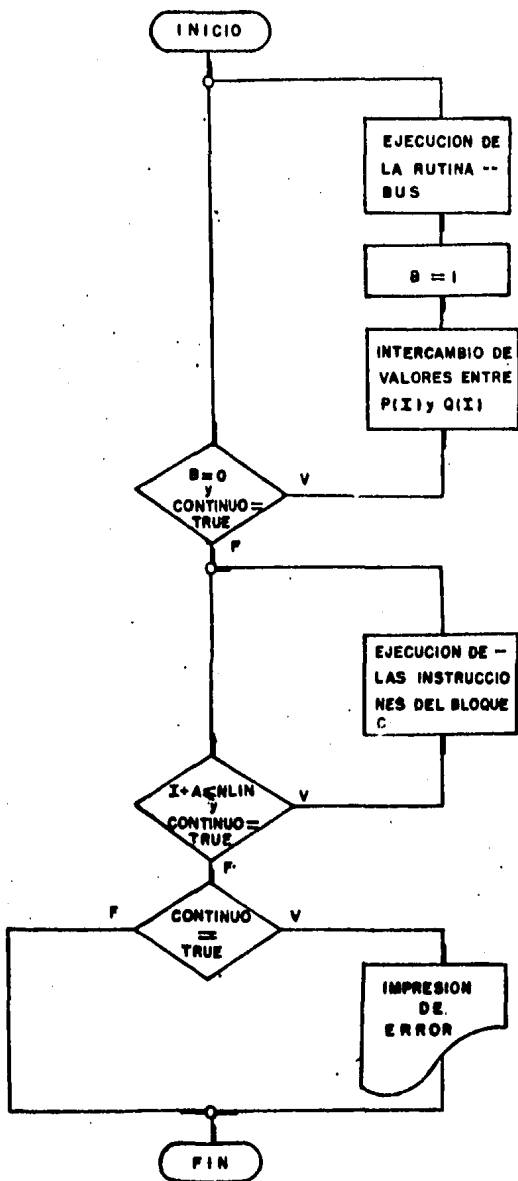 INICIO
EJECUCION DE
LA RUTINA --
BUS
B = 1
INTERCAMBIO DE
VALORES ENTRE
P(I) y Q(I)
B=0
y
CONTINUO=
TRUE
V
F
EJECUCION DE -
LAS INSTRUCCIO
NES DEL BLOQUE
C
I+A≤NLIN
y
CONTINUO=
TRUE
V
F
CONTINUO
=
TRUE
F
V
IMPRESION
DE
ERROR
FIN